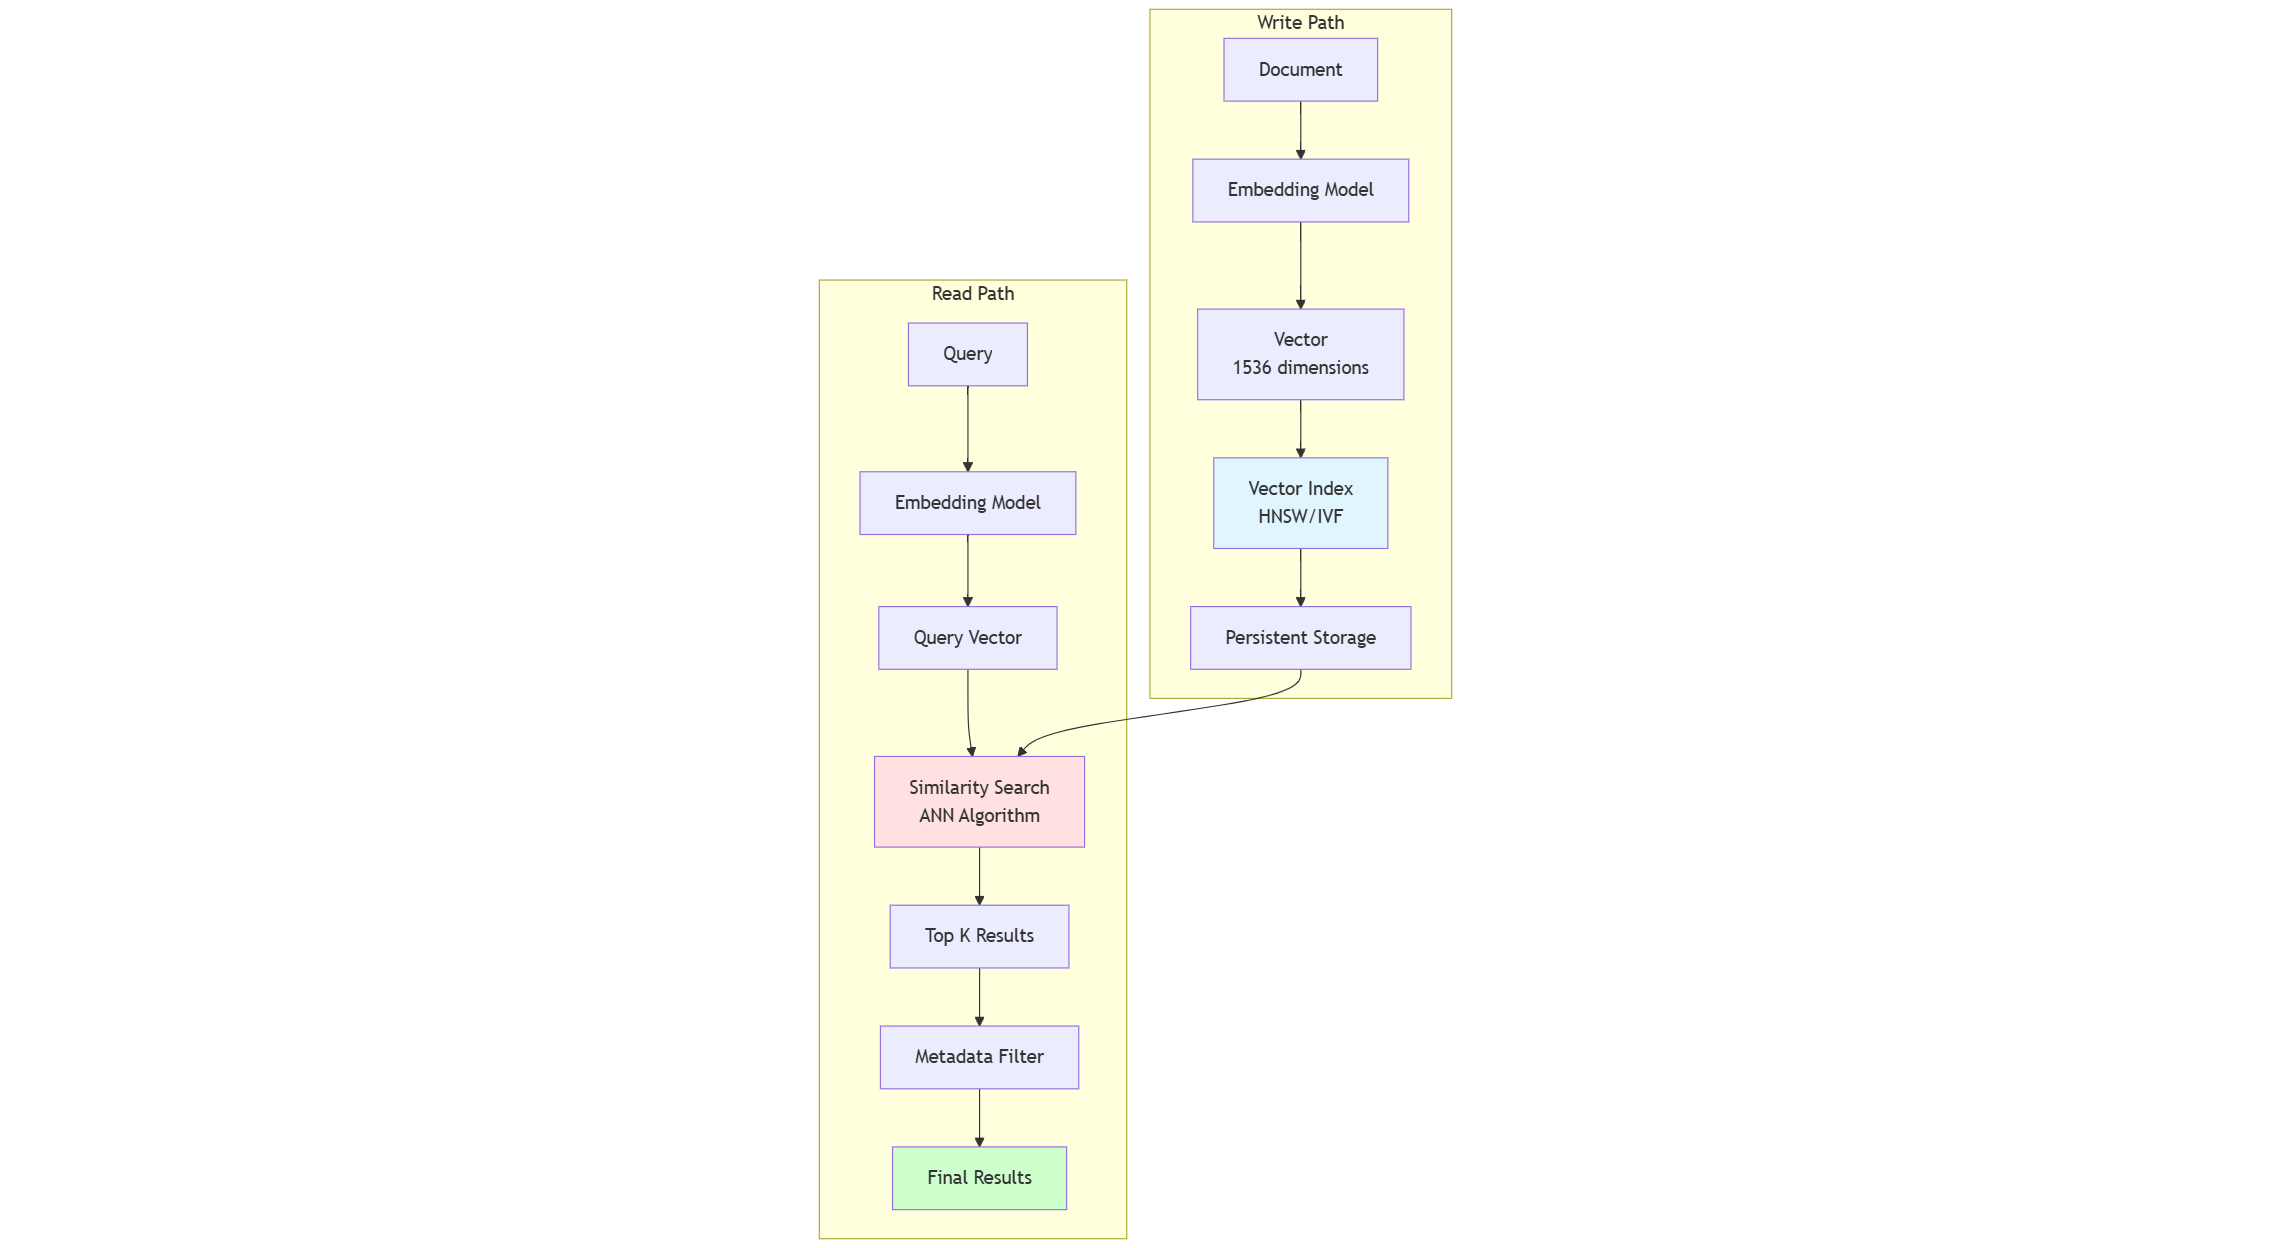 Write Path
Document
Embedding Model
Vector
1536 dimensions
Vector Index
HNSW/IVF
Persistent Storage
Read Path
Query
Embedding Model
Query Vector
Similarity Search
ANN Algorithm
Top K Results
Metadata Filter
Final Results